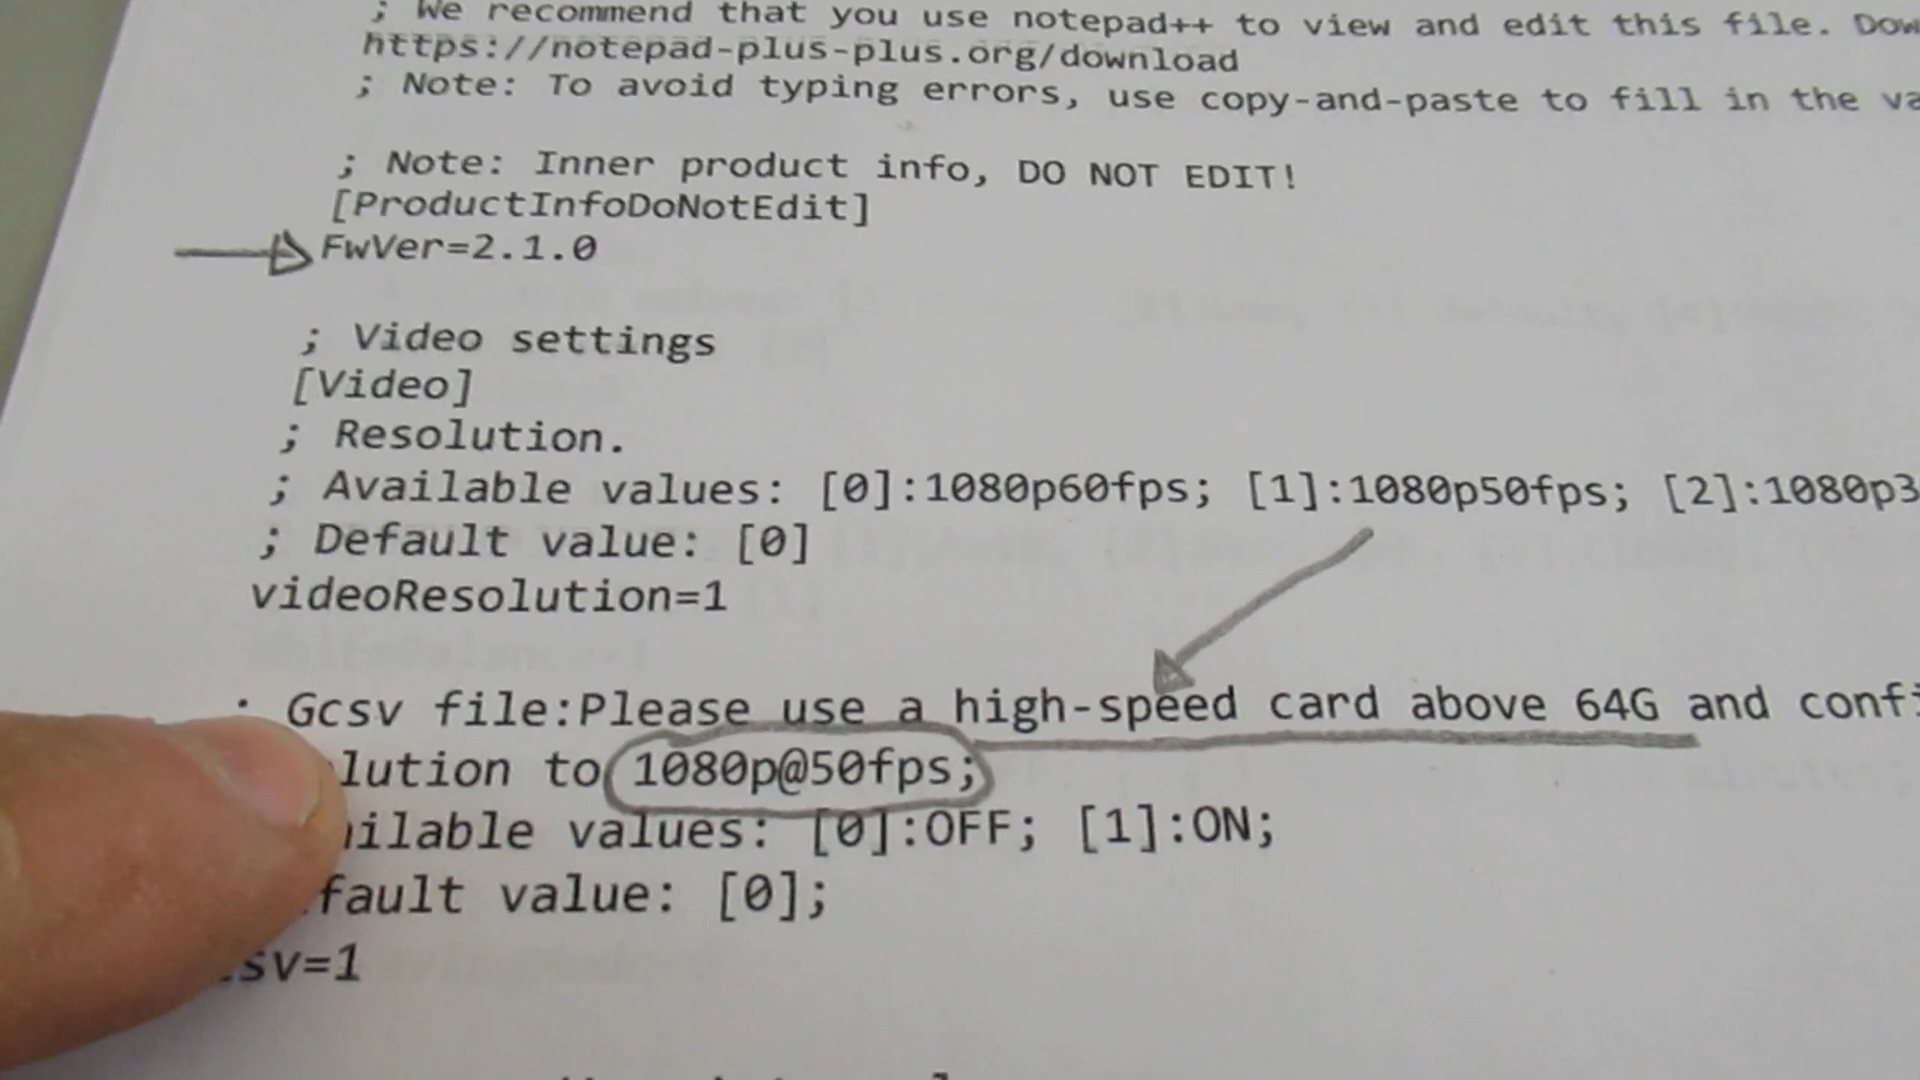 ; We recommend that you use notepad++ to view and edit this file.
https://notepad-plus-plus.org/download
; Note: To avoid typing errors, use copy-and-paste to fill in the
; Note: Inner product info, DO NOT EDIT!
[ProductInfoDoNotEdit]
FwVer=2.1.0
; Video settings
[Video]
; Resolution.
; Available values: [0]:1080p60fps; [1]:1080p50fps; [2]:1080p3
; Default value: [0]
videoResolution=1
; Gcsv file:Please use a high-speed card above 64G and
lution to 1080p@50fps;
ilable values: [0]:OFF; [1]:ON;
fault value: [0];
sv=1